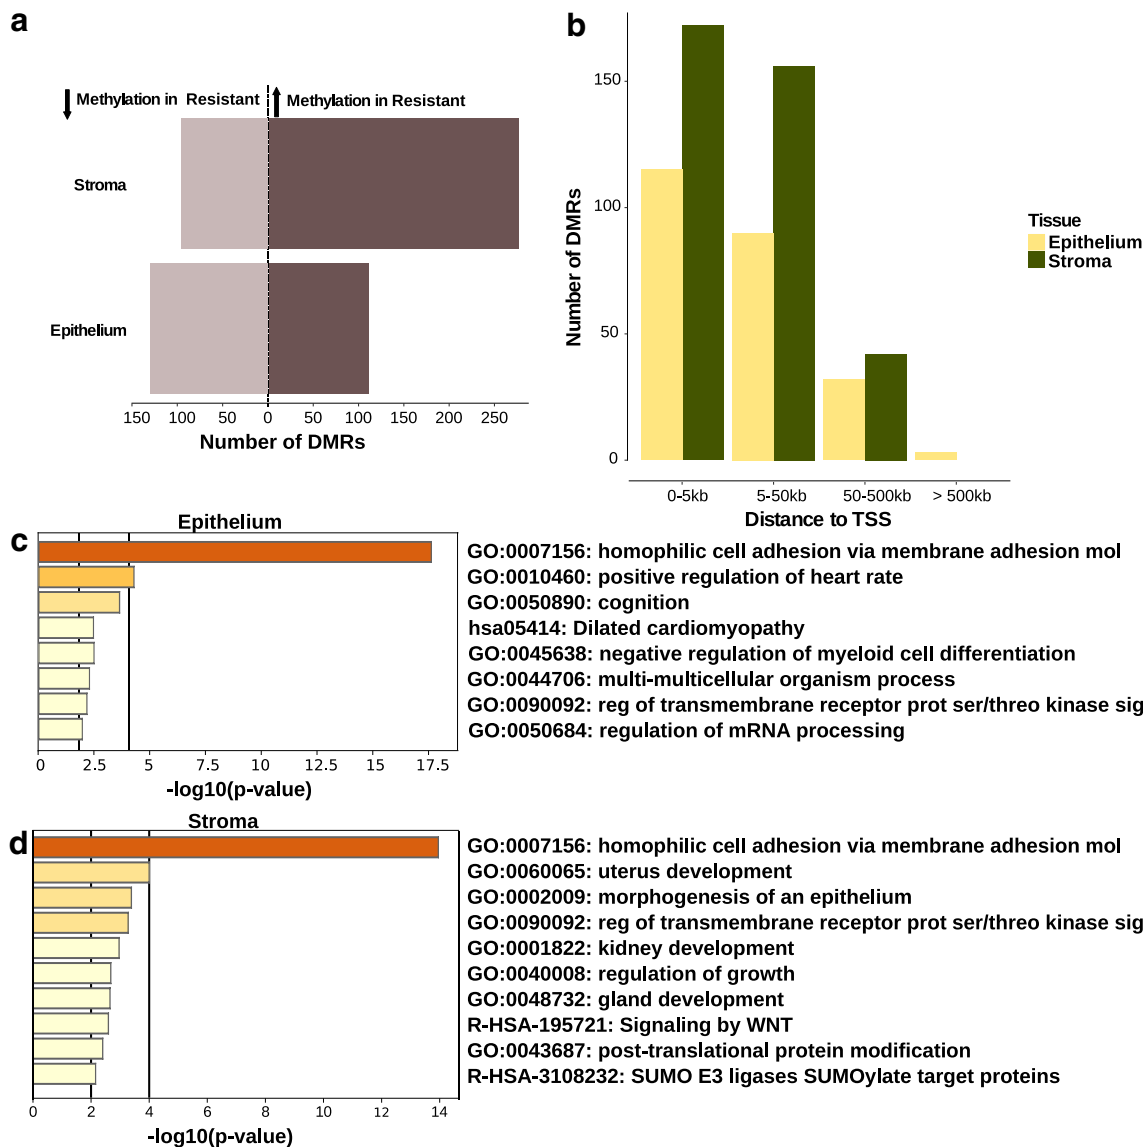 a
Methylation in Resistant
Methylation in Resistant
Stroma
Epithelium
150 100 50 0 50 100 150 200 250
Number of DMRs
b
150
100
50
0
Number of DMRs
0-5kb 5-50kb 50-500kb > 500kb
Distance to TSS
Tissue
Epithelium
Stroma
c
Epithelium
GO:0007156: homophilic cell adhesion via membrane adhesion mol
GO:0010460: positive regulation of heart rate
GO:0050890: cognition
hsa05414: Dilated cardiomyopathy
GO:0045638: negative regulation of myeloid cell differentiation
GO:0044706: multi-multicellular organism process
GO:0090092: reg of transmembrane receptor prot ser/threo kinase sig
GO:0050684: regulation of mRNA processing
0 2.5 5 7.5 10 12.5 15 17.5
-log10(p-value)
d
Stroma
GO:0007156: homophilic cell adhesion via membrane adhesion mol
GO:0060065: uterus development
GO:0002009: morphogenesis of an epithelium
GO:0090092: reg of transmembrane receptor prot ser/threo kinase sig
GO:0001822: kidney development
GO:0040008: regulation of growth
GO:0048732: gland development
R-HSA-195721: Signaling by WNT
GO:0043687: post-translational protein modification
R-HSA-3108232: SUMO E3 ligases SUMOylate target proteins
0 2 4 6 8 10 12 14
-log10(p-value)